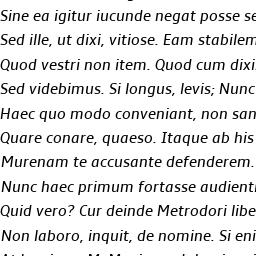 Sine ea igitur iucunde negat posse se
Sed ille, ut dixi, vitiose. Eam stabilem
Quod vestri non item. Quod cum dixi
Sed videbimus. Si longus, levis; Nunc
Haec quo modo conveniant, non san
Quare conare, quaeso. Itaque ab his
Murenam te accusante defenderem.
Nunc haec primum fortasse audienti
Quid vero? Cur deinde Metrodori libe
Non laboro, inquit, de nomine. Si eni